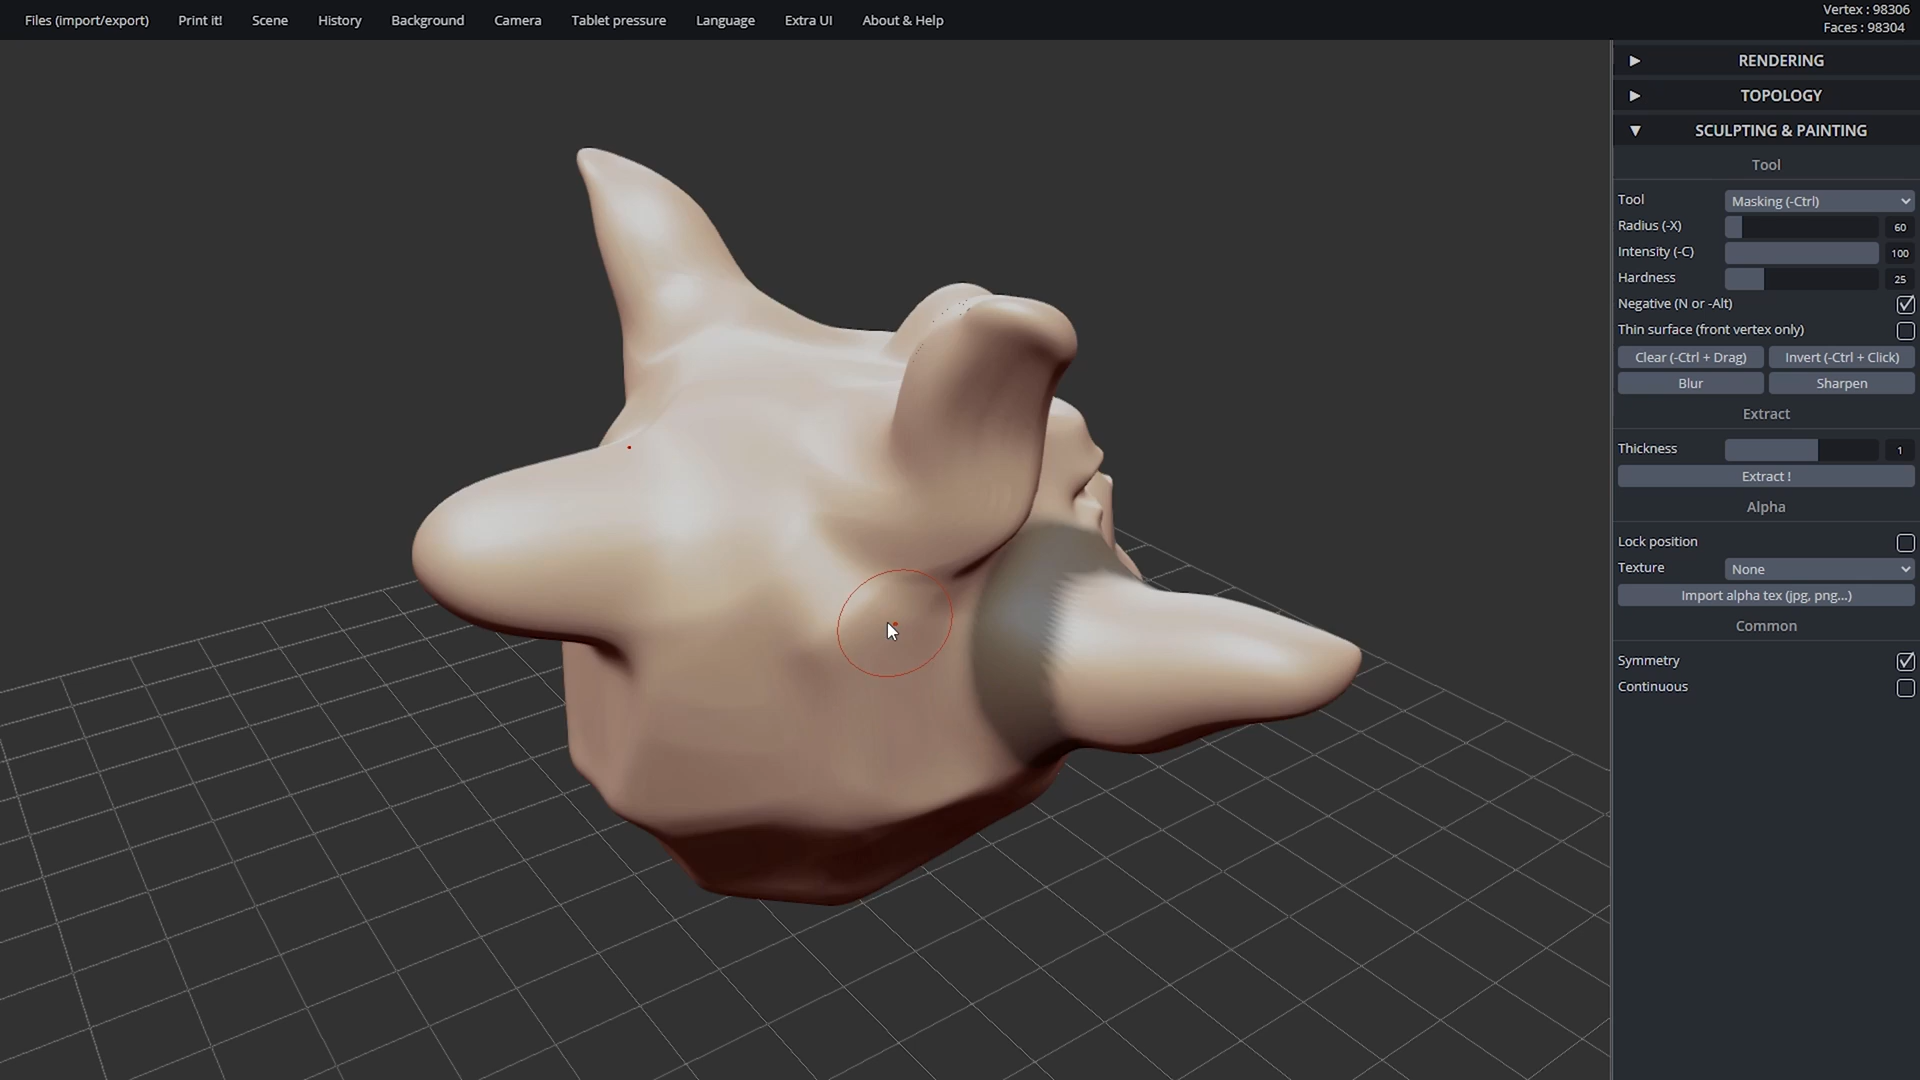 Files (import/export) Print it! Scene History Background Camera Tablet pressure Language Extra UI About & Help
Vertex : 98306
Faces : 98304
RENDERING
TOPOLOGY
SCULPTING & PAINTING
Tool
Tool Masking (-Ctrl)
Radius (-X) 60
Intensity (-C) 100
Hardness 25
Negative (N or -Alt)
Thin surface (front vertex only)
Clear (-Ctrl + Drag) Invert (-Ctrl + Click)
Blur Sharpen
Extract
Thickness 1
Extract !
Alpha
Lock position
Texture None
Import alpha tex (jpg, png...)
Common
Symmetry
Continuous